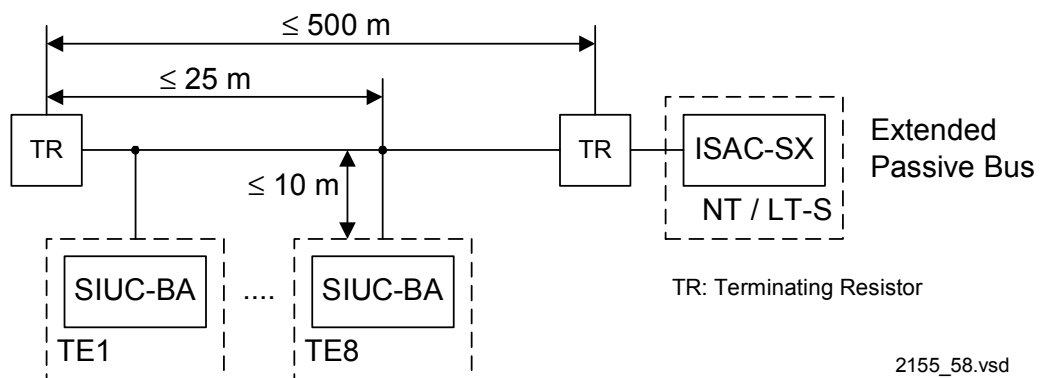 ≤ 500 m
≤ 25 m
TR
TR
ISAC-SX
Extended
Passive Bus
≤ 10 m
NT / LT-S
SIUC-BA
....
SIUC-BA
TR: Terminating Resistor
TE1
TE8
2155_58.vsd